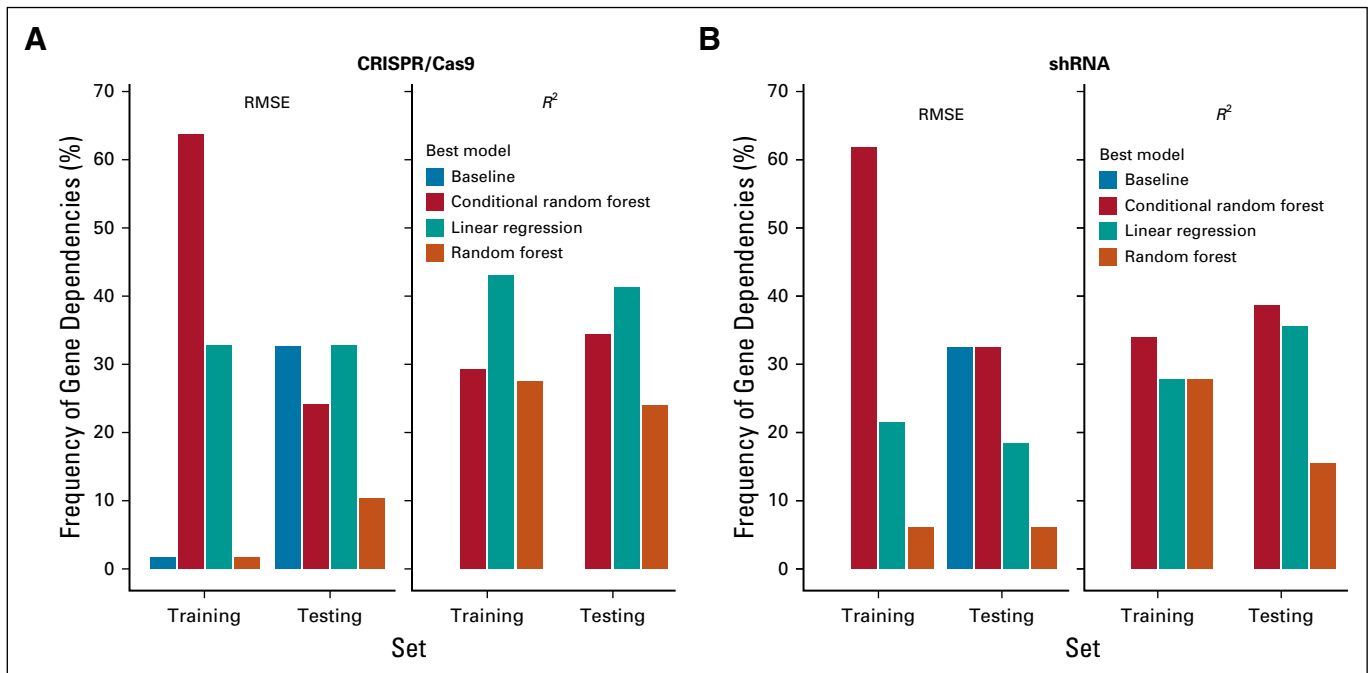 A
CRISPR/Cas9
Frequency of Gene Dependencies (%)
70
60
50
40
30
20
10
0
RMSE
R²
Best model
Baseline
Conditional random forest
Linear regression
Random forest
Training
Testing
Training
Testing
Set
B
shRNA
Frequency of Gene Dependencies (%)
70
60
50
40
30
20
10
0
RMSE
R²
Best model
Baseline
Conditional random forest
Linear regression
Random forest
Training
Testing
Training
Testing
Set